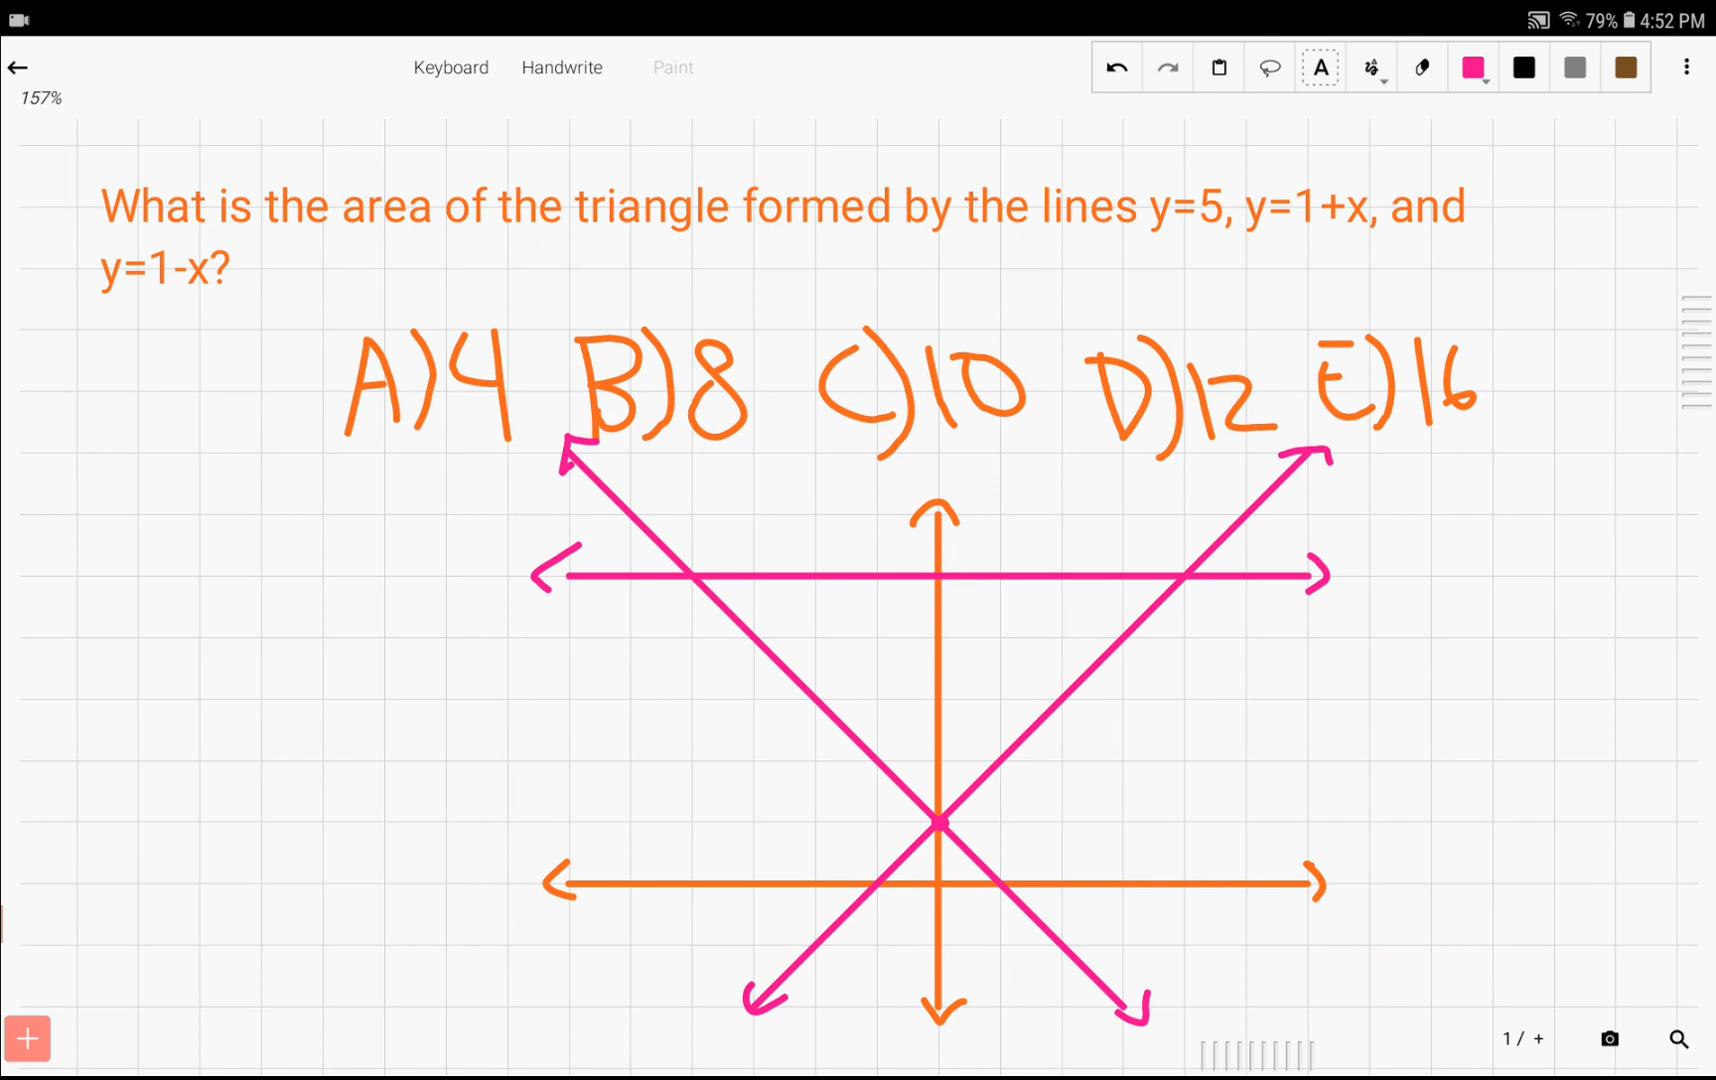 79% 4:52 PM
Keyboard Handwrite Paint
A
157%
What is the area of the triangle formed by the lines y=5, y=1+x, and
y=1-x?
A)4 B)8 C)10 D)12 E)16
1 / +